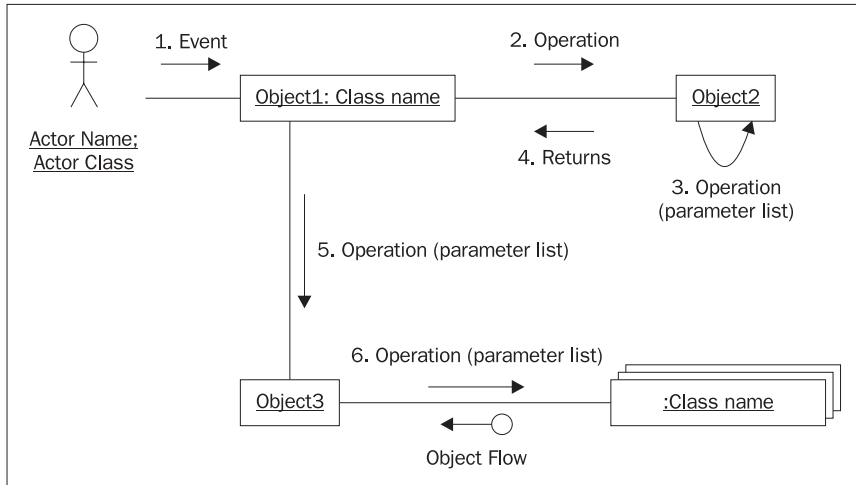 1. Event
2. Operation
Object1: Class name
Object2
Actor Name;
Actor Class
4. Returns
3. Operation
(parameter list)
5. Operation (parameter list)
6. Operation (parameter list)
Object3
:Class name
Object Flow